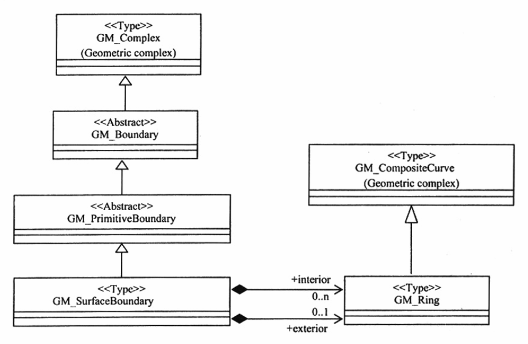 <<Type>>
GM_Complex
(Geometric complex)
<<Abstract>>
GM_Boundary
<<Abstract>>
GM_PrimitiveBoundary
<<Type>>
GM_CompositeCurve
(Geometric complex)
<<Type>>
GM_SurfaceBoundary
+interior
0..n
0..1
+exterior
<<Type>>
GM_Ring